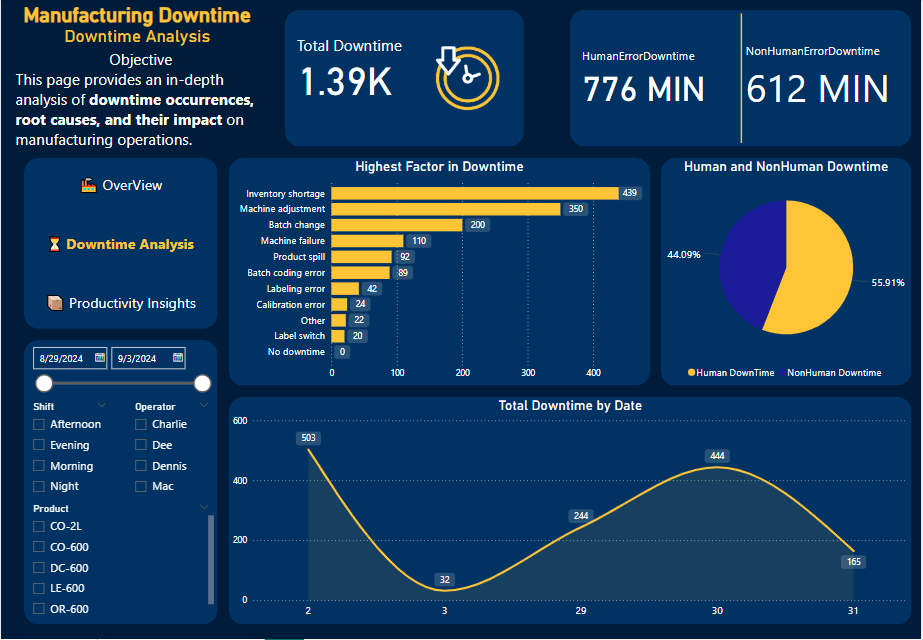 Manufacturing Downtime
Downtime Analysis
Objective
This page provides an in-depth
analysis of downtime occurrences,
root causes, and their impact on
manufacturing operations.
Total Downtime
1.39K
HumanErrorDowntime
776 MIN
NonHumanErrorDowntime
612 MIN
OverView
Downtime Analysis
Productivity Insights
8/29/2024
9/3/2024
Shift
Afternoon
Evening
Morning
Night
Operator
Charlie
Dee
Dennis
Mac
Product
CO-2L
CO-600
DC-600
LE-600
OR-600
Highest Factor in Downtime
Inventory shortage 439
Machine adjustment 350
Batch change 200
Machine failure 110
Product spill 92
Batch coding error 89
Labeling error 42
Calibration error 24
Other 22
Label switch 20
No downtime 0
0 100 200 300 400
Human and NonHuman Downtime
44.09%
55.91%
Human DownTime NonHuman Downtime
Total Downtime by Date
600
503
444
400
244
200
165
32
0
2 3 29 30 31